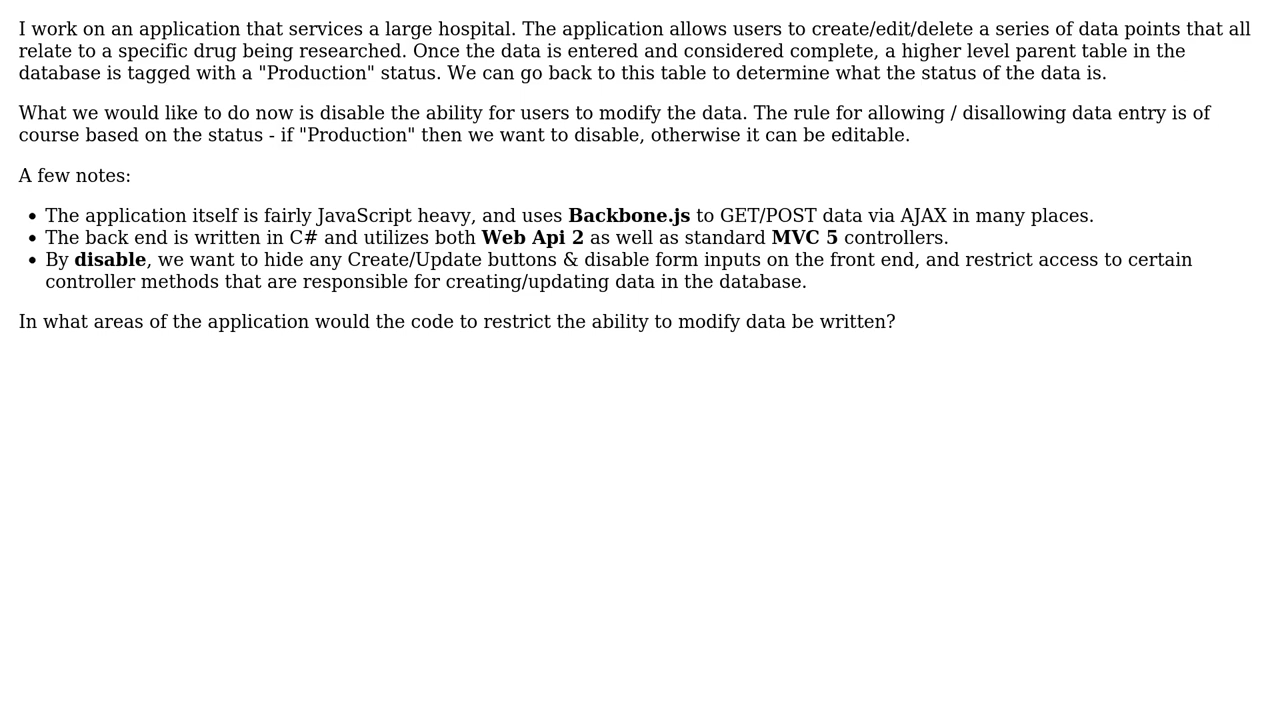 I work on an application that services a large hospital. The application allows users to create/edit/delete a series of data points that all
relate to a specific drug being researched. Once the data is entered and considered complete, a higher level parent table in the
database is tagged with a "Production" status. We can go back to this table to determine what the status of the data is.
What we would like to do now is disable the ability for users to modify the data. The rule for allowing / disallowing data entry is of
course based on the status - if "Production" then we want to disable, otherwise it can be editable.
A few notes:
• The application itself is fairly JavaScript heavy, and uses Backbone.js to GET/POST data via AJAX in many places.
• The back end is written in C# and utilizes both Web Api 2 as well as standard MVC 5 controllers.
• By disable, we want to hide any Create/Update buttons & disable form inputs on the front end, and restrict access to certain
controller methods that are responsible for creating/updating data in the database.
In what areas of the application would the code to restrict the ability to modify data be written?